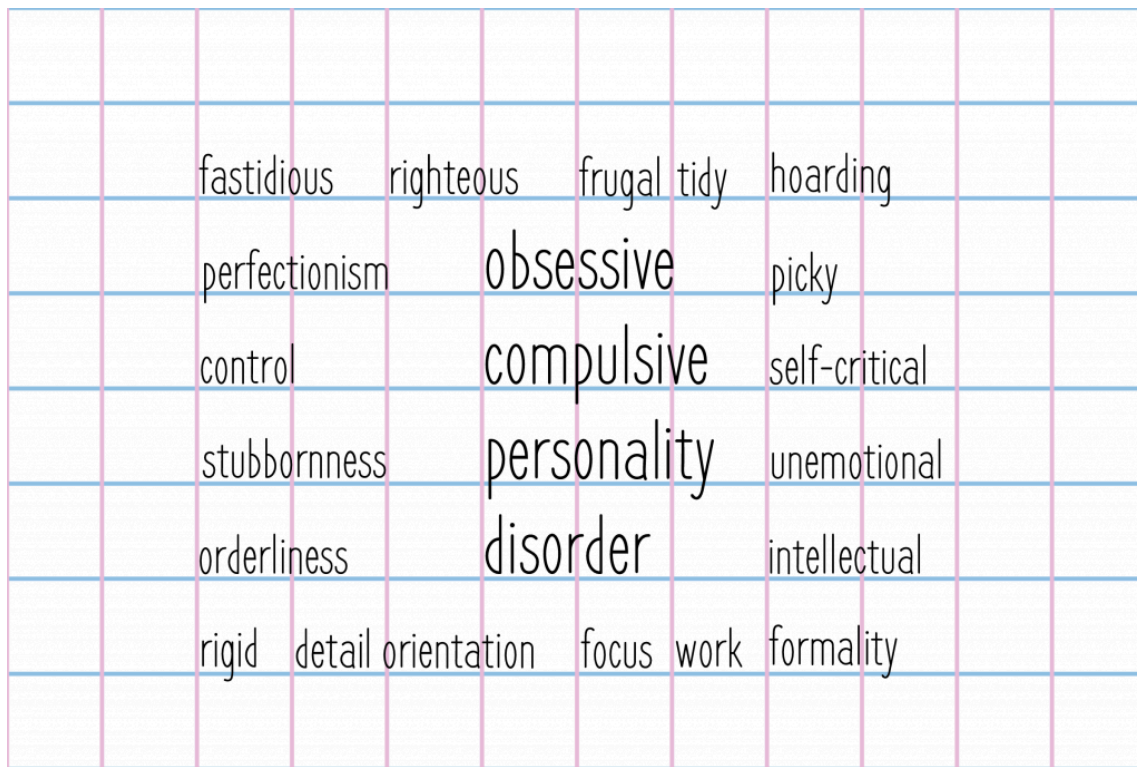 fastidious righteous frugal tidy hoarding
perfectionism obsessive picky
control compulsive self-critical
stubbornness personality unemotional
orderliness disorder intellectual
rigid detail orientation focus work formality